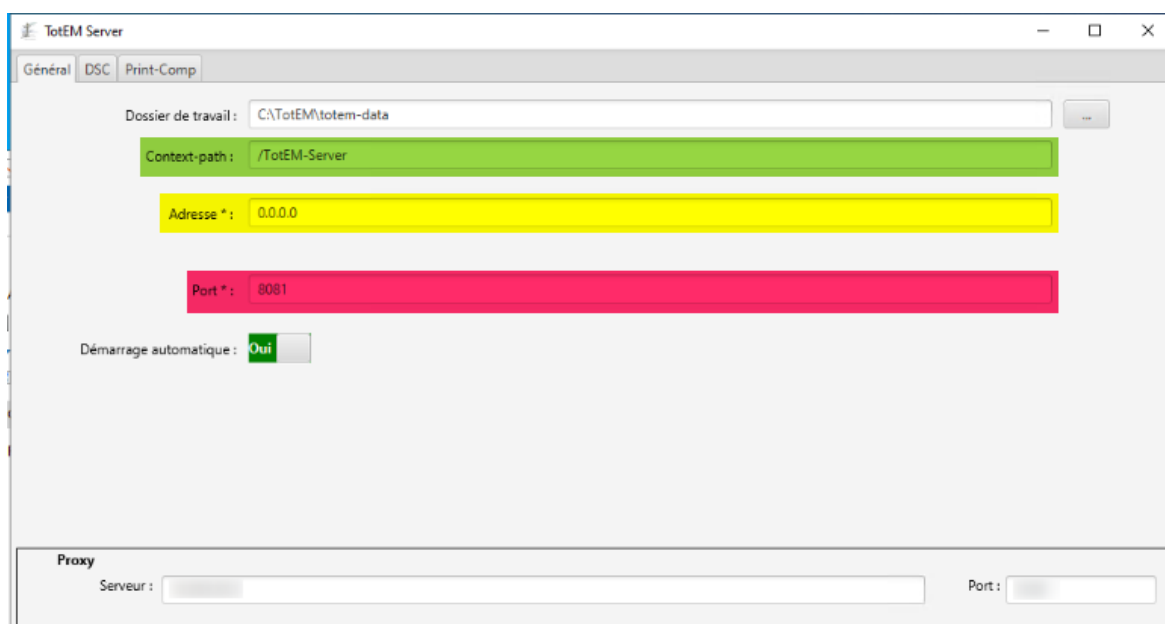 TotEM Server
Général DSC Print-Comp
Dossier de travail : C:\TotEM\totem-data ...
Context-path : /TotEM-Server
Adresse * : 0.0.0.0
Port * : 8081
Démarrage automatique : Oui
Proxy
Serveur : Port :